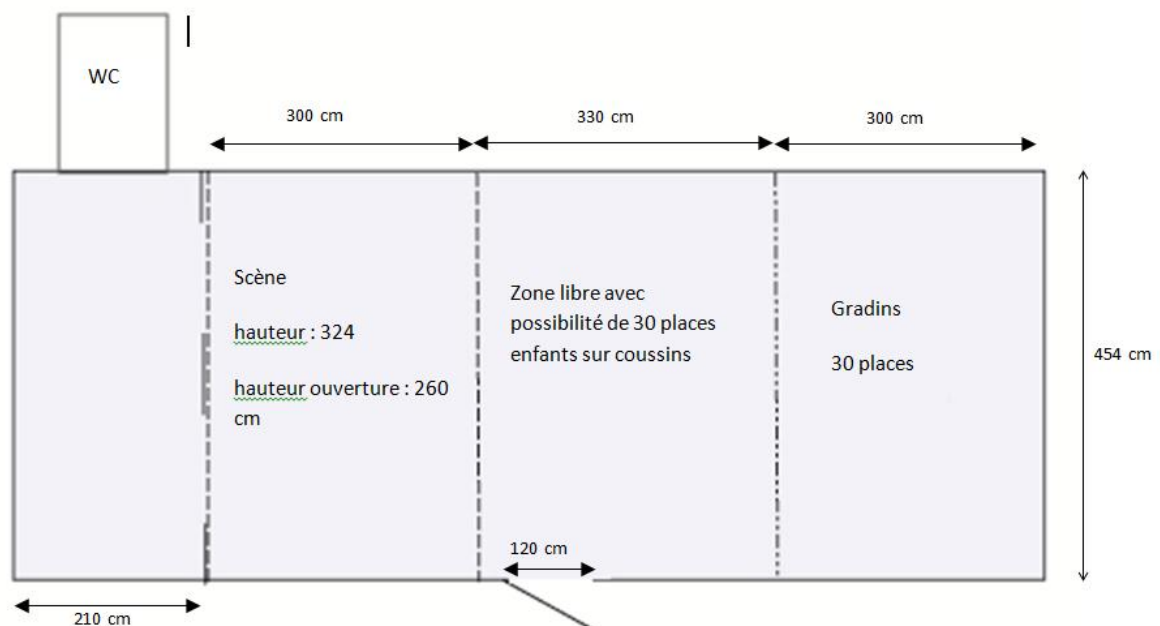 WC
300 cm
330 cm
300 cm
Scène
hauteur : 324
hauteur ouverture : 260
cm
Zone libre avec
possibilité de 30 places
enfants sur coussins
Gradins
30 places
454 cm
120 cm
210 cm